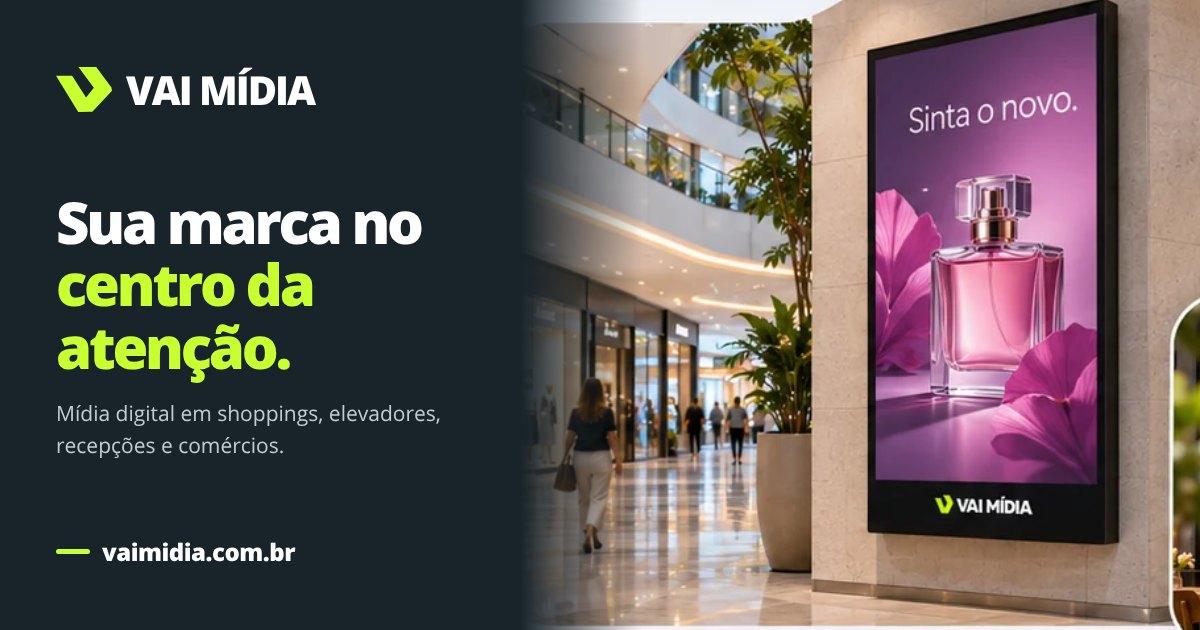 VAI MÍDIA
Sua marca no
centro da
atenção.
Mídia digital em shoppings, elevadores,
recepções e comércios.
vaimidia.com.br
Sinta o novo.
VAI MÍDIA